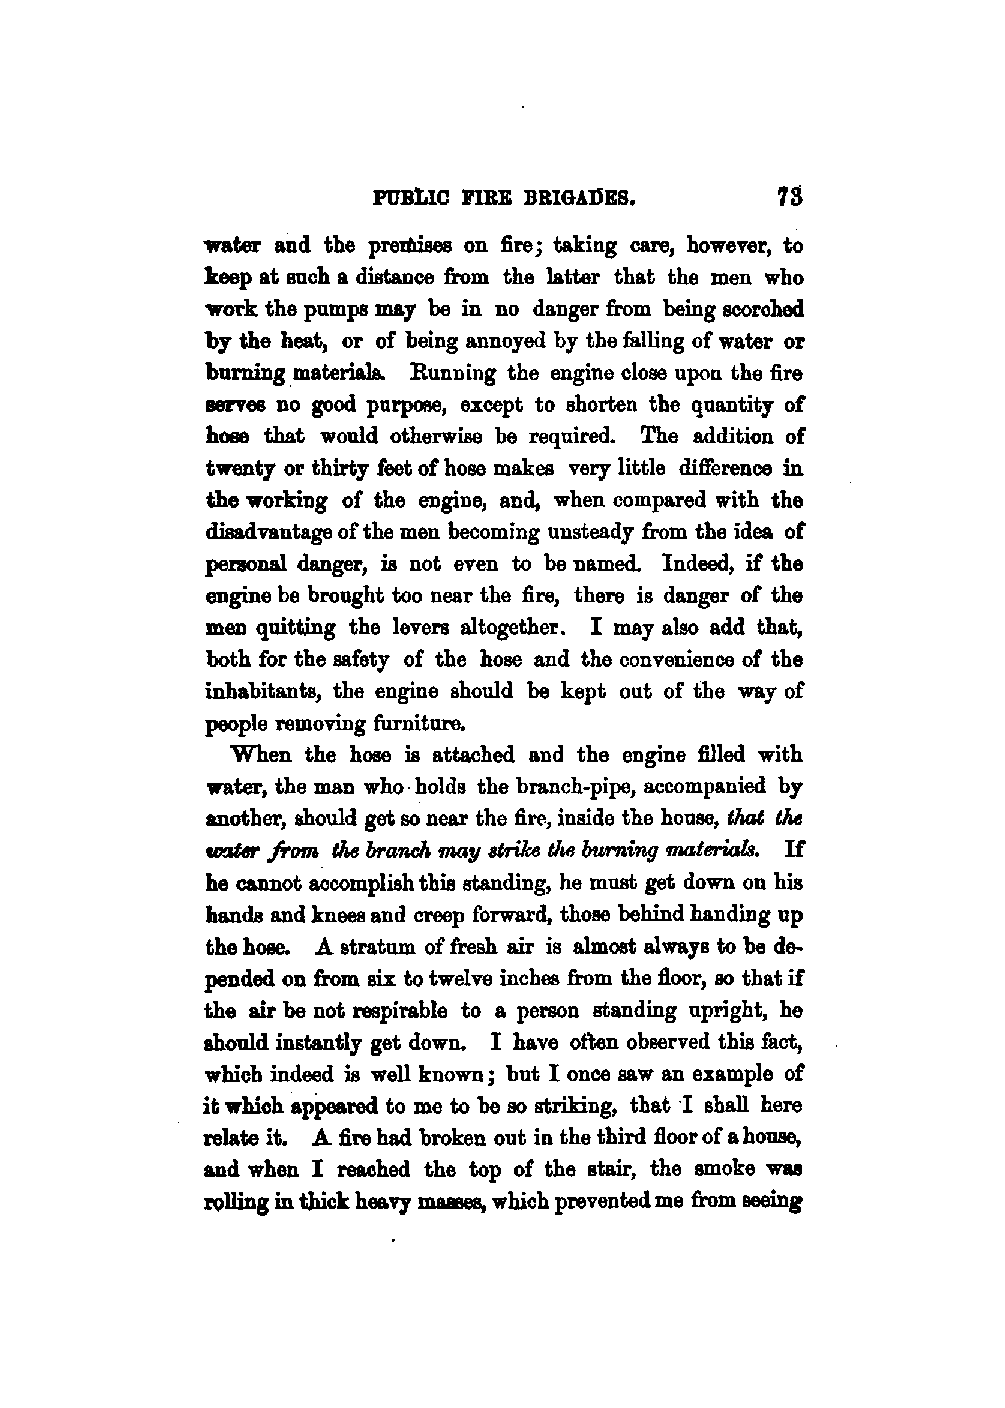 PUBLIC FIRE BRIGADES. 73
water and the premises on fire; taking care, however, to
keep at such a distance from the latter that the men who
work the pumps may be in no danger from being scorched
by the heat, or of being annoyed by the falling of water or
burning materials. Running the engine close upon the fire
serves no good purpose, except to shorten the quantity of
hose that would otherwise be required. The addition of
twenty or thirty feet of hose makes very little difference in
the working of the engine, and, when compared with the
disadvantage of the men becoming unsteady from the idea of
personal danger, is not even to be named. Indeed, if the
engine be brought too near the fire, there is danger of the
men quitting the levers altogether. I may also add that,
both for the safety of the hose and the convenience of the
inhabitants, the engine should be kept out of the way of
people removing furniture.
When the hose is attached and the engine filled with
water, the man who holds the branch-pipe, accompanied by
another, should get so near the fire, inside the house, that the
water from the branch may strike the burning materials. If
he cannot accomplish this standing, he must get down on his
hands and knees and creep forward, those behind handing up
the hose. A stratum of fresh air is almost always to be de-
pended on from six to twelve inches from the floor, so that if
the air be not respirable to a person standing upright, he
should instantly get down. I have often observed this fact,
which indeed is well known; but I once saw an example of
it which appeared to me to be so striking, that I shall here
relate it. A fire had broken out in the third floor of a house,
and when I reached the top of the stair, the smoke was
rolling in thick heavy masses, which prevented me from seeing